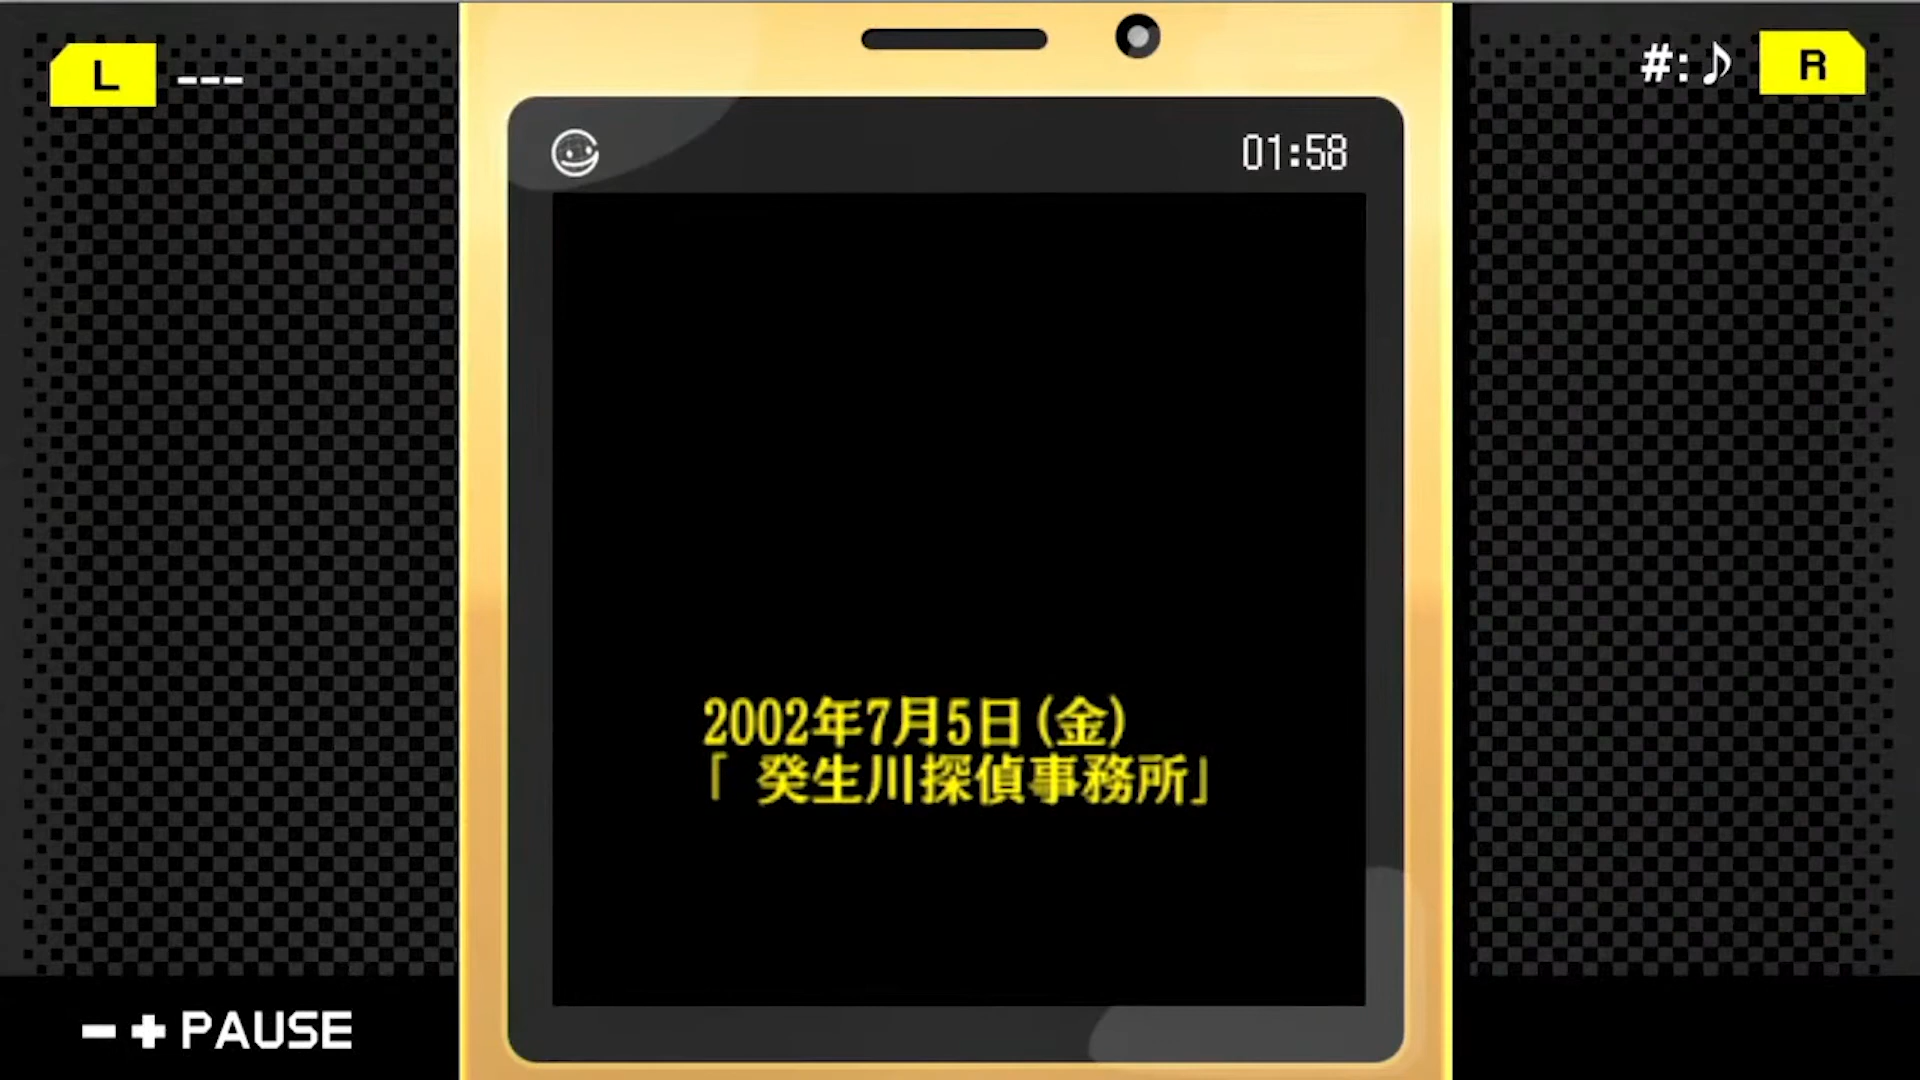 L ---
#:♪ R
01:58
2002年7月5日(金)
「 癸生川探偵事務所」
-+PAUSE